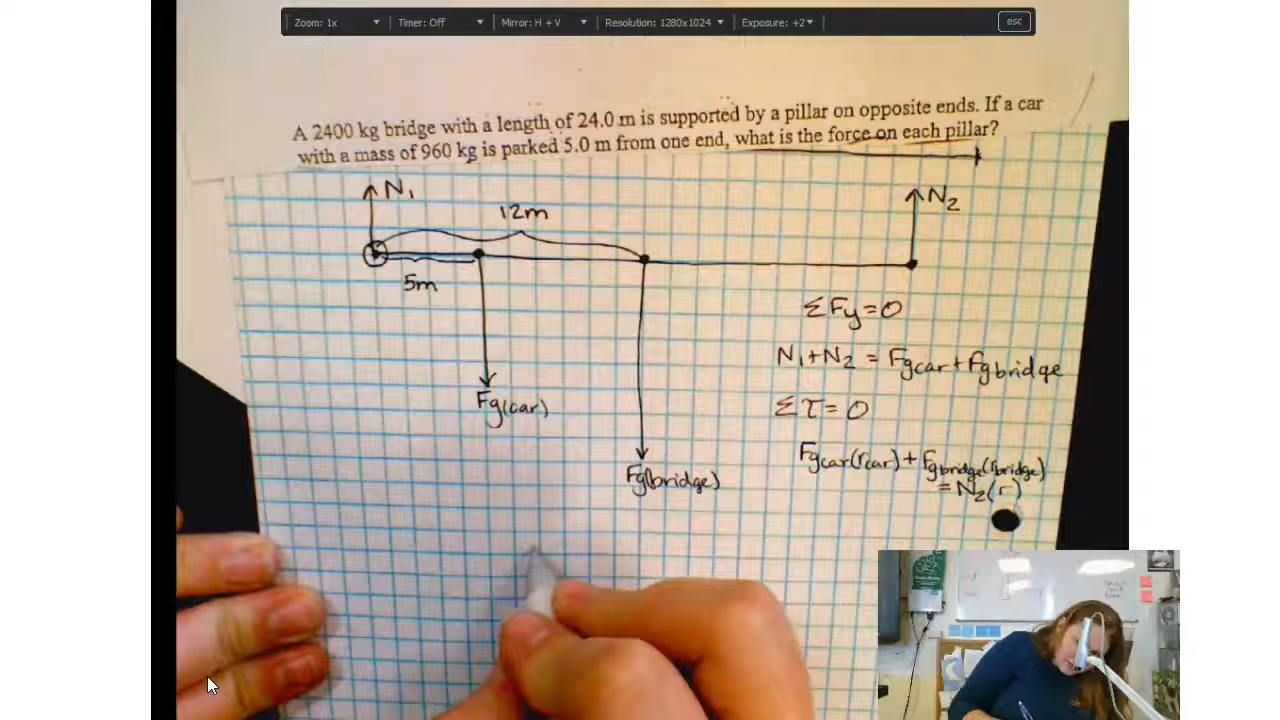 Zoom: 1x Timer: Off Mirror: H + V Resolution: 1280x1024 Exposure: +2 esc
A 2400 kg bridge with a length of 24.0 m is supported by a pillar on opposite ends. If a car
with a mass of 960 kg is parked 5.0 m from one end, what is the force on each pillar?
N₁
N₂
12m
5m
ΣFy=0
N₁+N₂ = Fgcar+Fgbridge
Fg(car)
Στ=0
Fgcar(rcar)+Fgbridge(rbridge)
Fg(bridge)
=N₂(r)